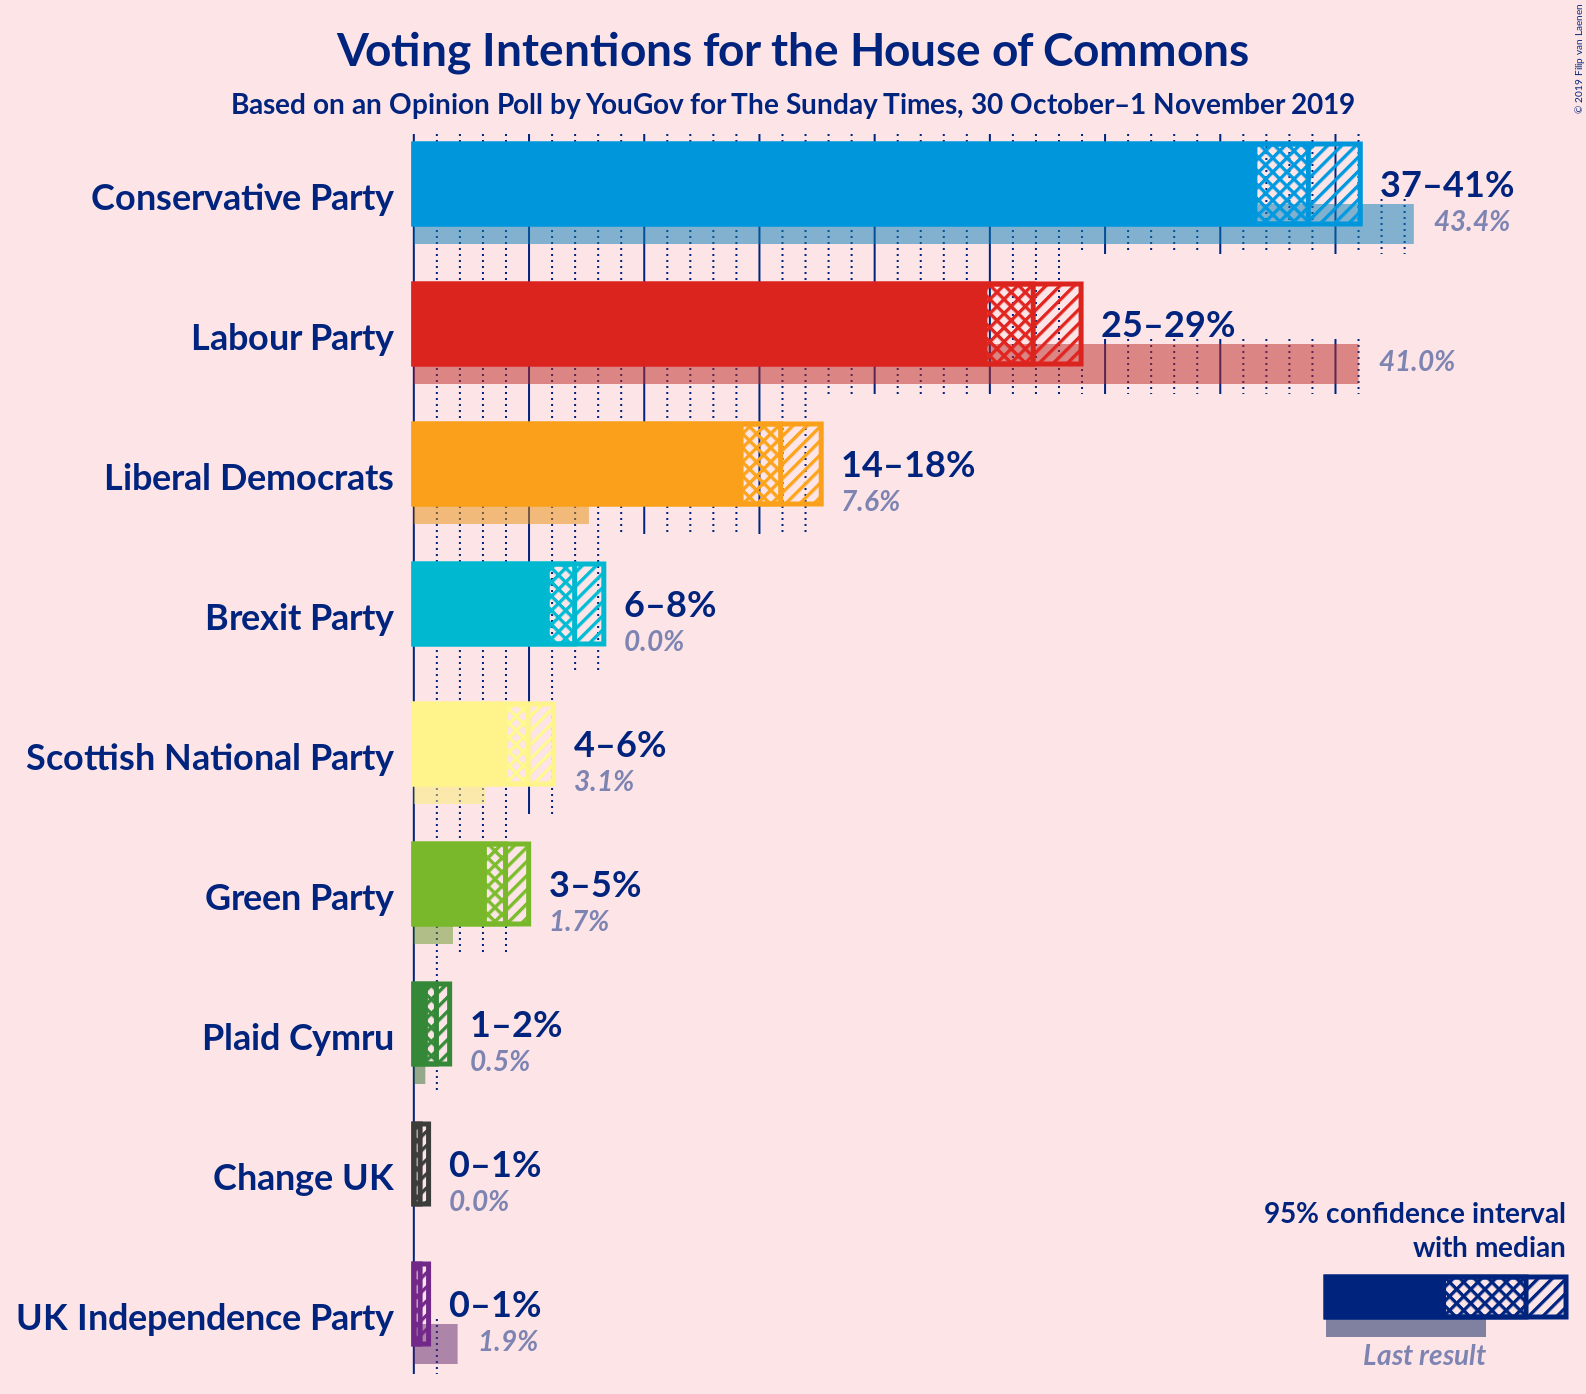 Voting Intentions for the House of Commons
Based on an Opinion Poll by YouGov for The Sunday Times, 30 October–1 November 2019
© 2019 Filip van Laenen
Conservative Party
37–41%
43.4%
Labour Party
25–29%
41.0%
Liberal Democrats
14–18%
7.6%
Brexit Party
6–8%
0.0%
Scottish National Party
4–6%
3.1%
Green Party
3–5%
1.7%
Plaid Cymru
1–2%
0.5%
Change UK
0–1%
0.0%
UK Independence Party
0–1%
1.9%
95% confidence interval
with median
Last result